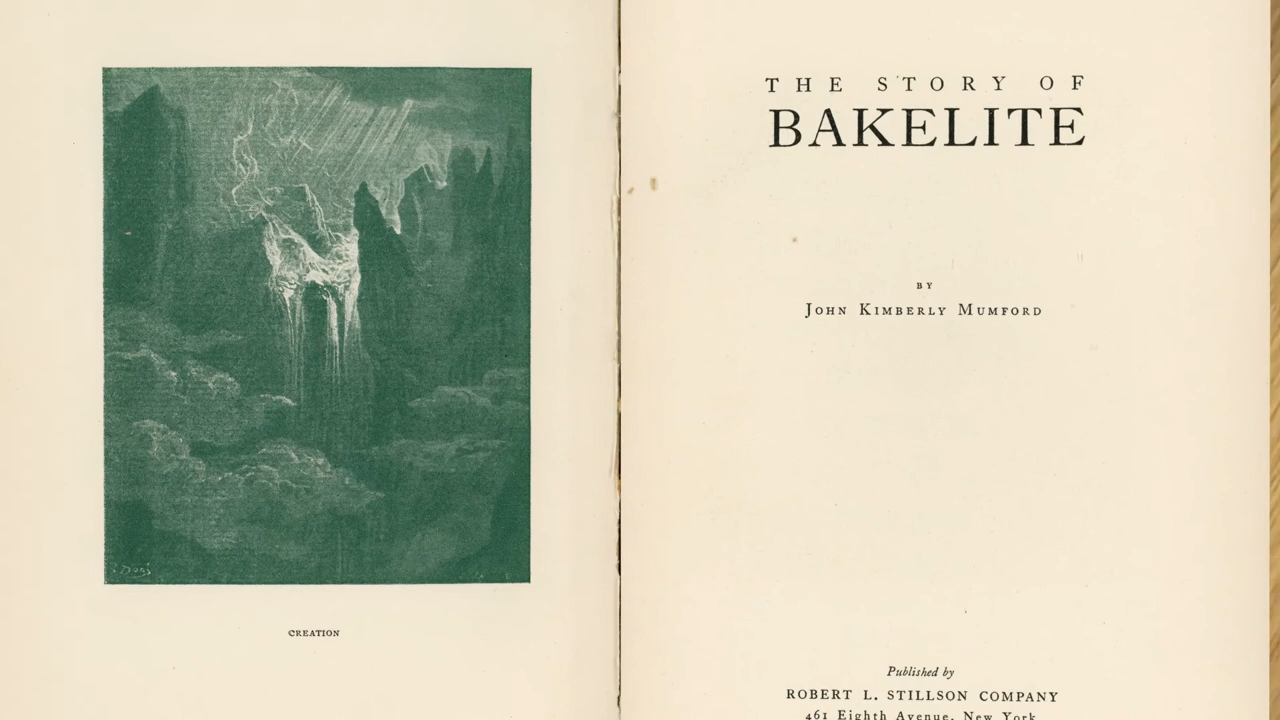 G Doré
CREATION
THE STORY OF
BAKELITE
BY
JOHN KIMBERLY MUMFORD
Published by
ROBERT L. STILLSON COMPANY
461 Eighth Avenue, New York